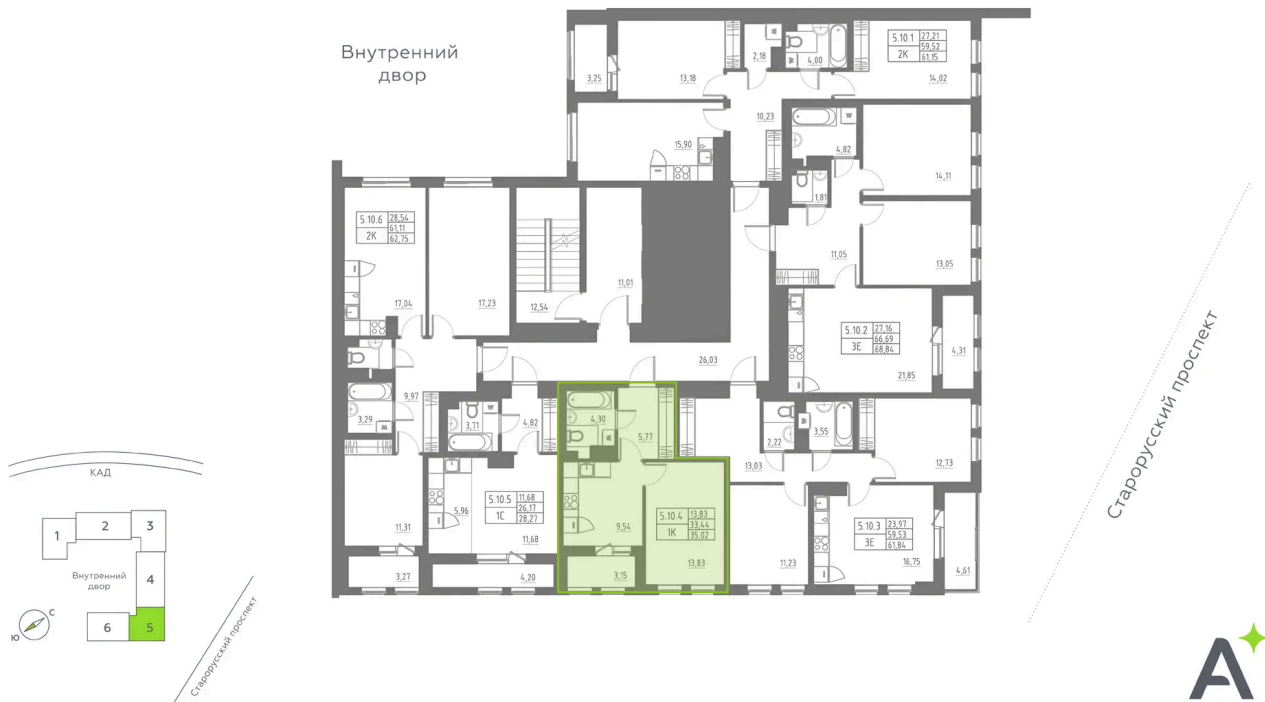 Внутренний
двор
3,25
13,18
2,18
4,00
5.10.1 27,21
2К 59,52
61,15
14,02
15,90
10,23
4,82
14,11
1,81
11,05
13,05
5.10.6 28,54
2К 61,11
62,75
17,04
17,23
12,54
11,01
26,03
5.10.2 27,16
3Е 66,69
68,84
21,85
4,31
3,29
9,97
3,71
4,82
4,30
5,77
13,03
2,22
3,55
12,73
11,31
5,96
5.10.5 11,68
1С 26,17
28,27
11,68
9,54
5.10.4 13,83
1К 33,44
35,02
13,83
11,23
5.10.3 23,97
3Е 59,53
61,84
16,75
3,27
4,20
3,15
4,61
W
W
W
W
W
Старорусский проспект
КАД
1
2
3
Внутренний
двор
4
5
6
С
Ю
Старорусский проспект
А